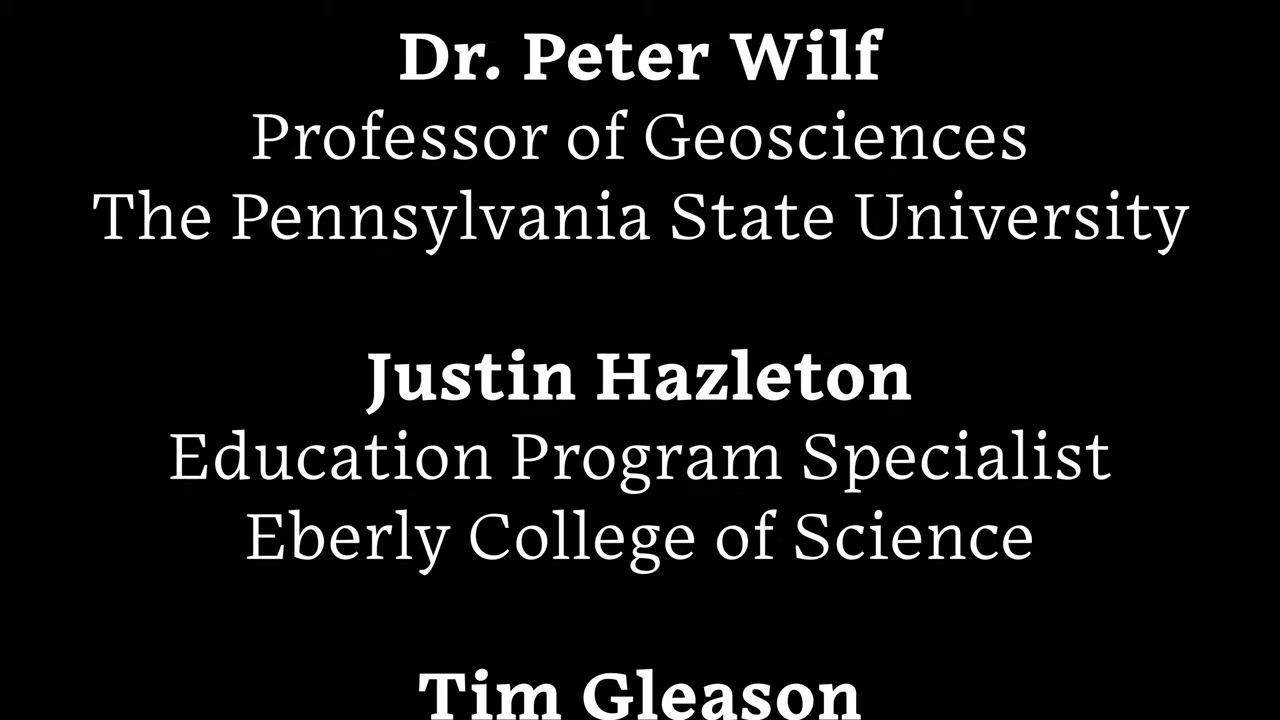 Dr. Peter Wilf
Professor of Geosciences
The Pennsylvania State University
Justin Hazleton
Education Program Specialist
Eberly College of Science
Tim Gleason